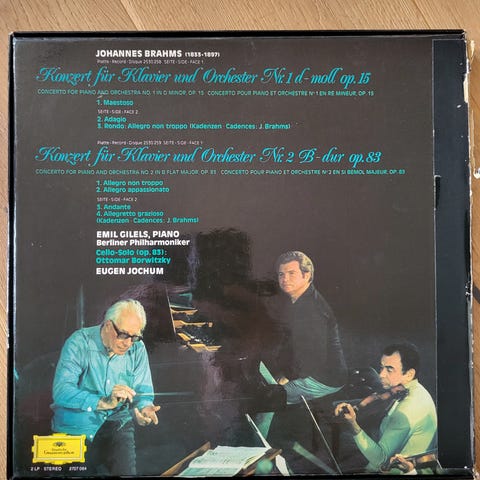 JOHANNES BRAHMS (1833-1897)
Platte · Record · Disque 2530 258 SEITE · SIDE · FACE 1
Konzert für Klavier und Orchester Nr. 1 d-moll op. 15
CONCERTO FOR PIANO AND ORCHESTRA NO. 1 IN D MINOR, OP. 15 · CONCERTO POUR PIANO ET ORCHESTRE N° 1 EN RÉ MINEUR, OP. 15
1. Maestoso
SEITE · SIDE · FACE 2
2. Adagio
3. Rondo: Allegro non troppo (Kadenzen · Cadences: J. Brahms)
Platte · Record · Disque 2530 259 SEITE · SIDE · FACE 1
Konzert für Klavier und Orchester Nr. 2 B-dur op. 83
CONCERTO FOR PIANO AND ORCHESTRA NO. 2 IN B FLAT MAJOR, OP. 83 · CONCERTO POUR PIANO ET ORCHESTRE N° 2 EN SI BEMOL MAJEUR, OP. 83
1. Allegro non troppo
2. Allegro appassionato
SEITE · SIDE · FACE 2
3. Andante
4. Allegretto grazioso
(Kadenzen · Cadences: J. Brahms)
EMIL GILELS, PIANO
Berliner Philharmoniker
Cello-Solo (op. 83):
Ottomar Borwitzky
EUGEN JOCHUM
Deutsche
Grammophon
2 LP · STEREO 2707 064